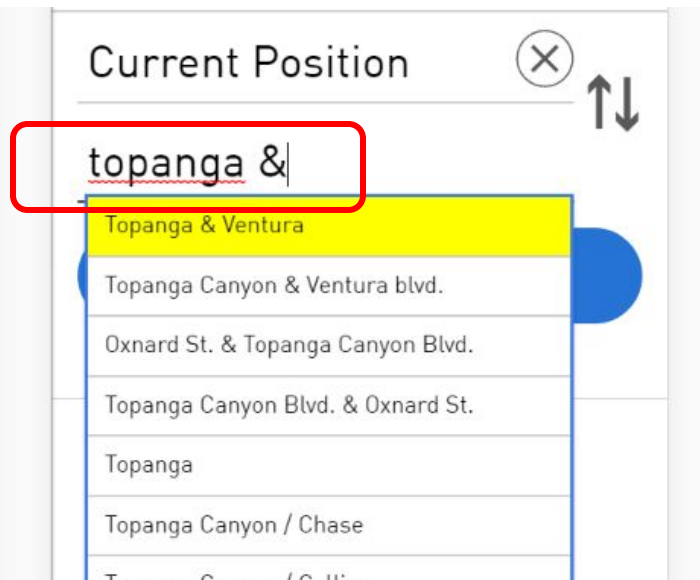 Current Position
topanga &
Topanga & Ventura
Topanga Canyon & Ventura blvd.
Oxnard St. & Topanga Canyon Blvd.
Topanga Canyon Blvd. & Oxnard St.
Topanga
Topanga Canyon / Chase